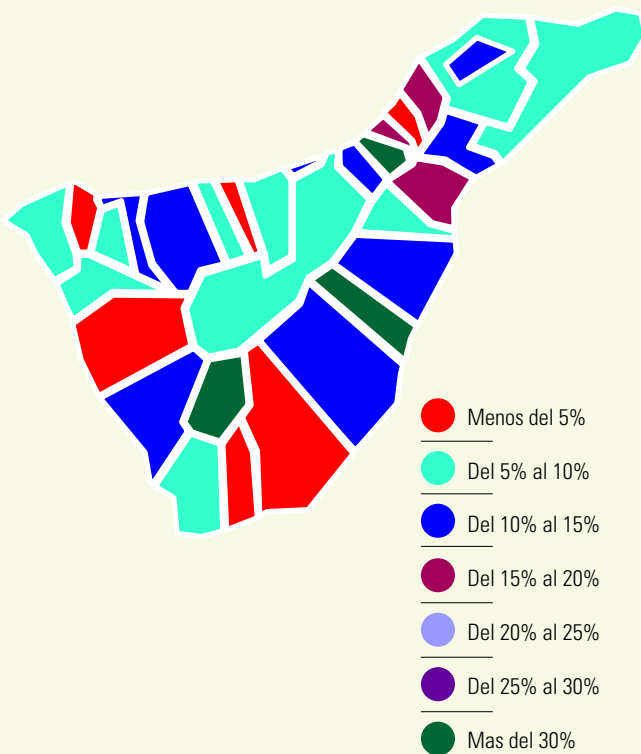 Menos del 5%
Del 5% al 10%
Del 10% al 15%
Del 15% al 20%
Del 20% al 25%
Del 25% al 30%
Mas del 30%